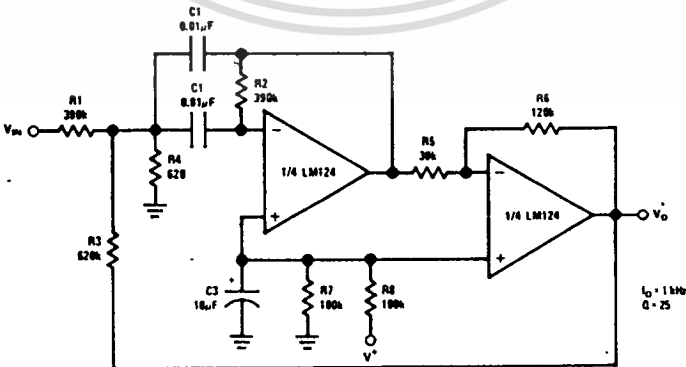 C1
0.01µF
C1
0.01µF
R2
390k
R1
390k
VIN
R4
620
R3
620k
1/4 LM124
R5
30k
R6
120k
1/4 LM124
VO
C3
10µF
R7
100k
R8
100k
V+
fO = 1 kHz
Q = 25